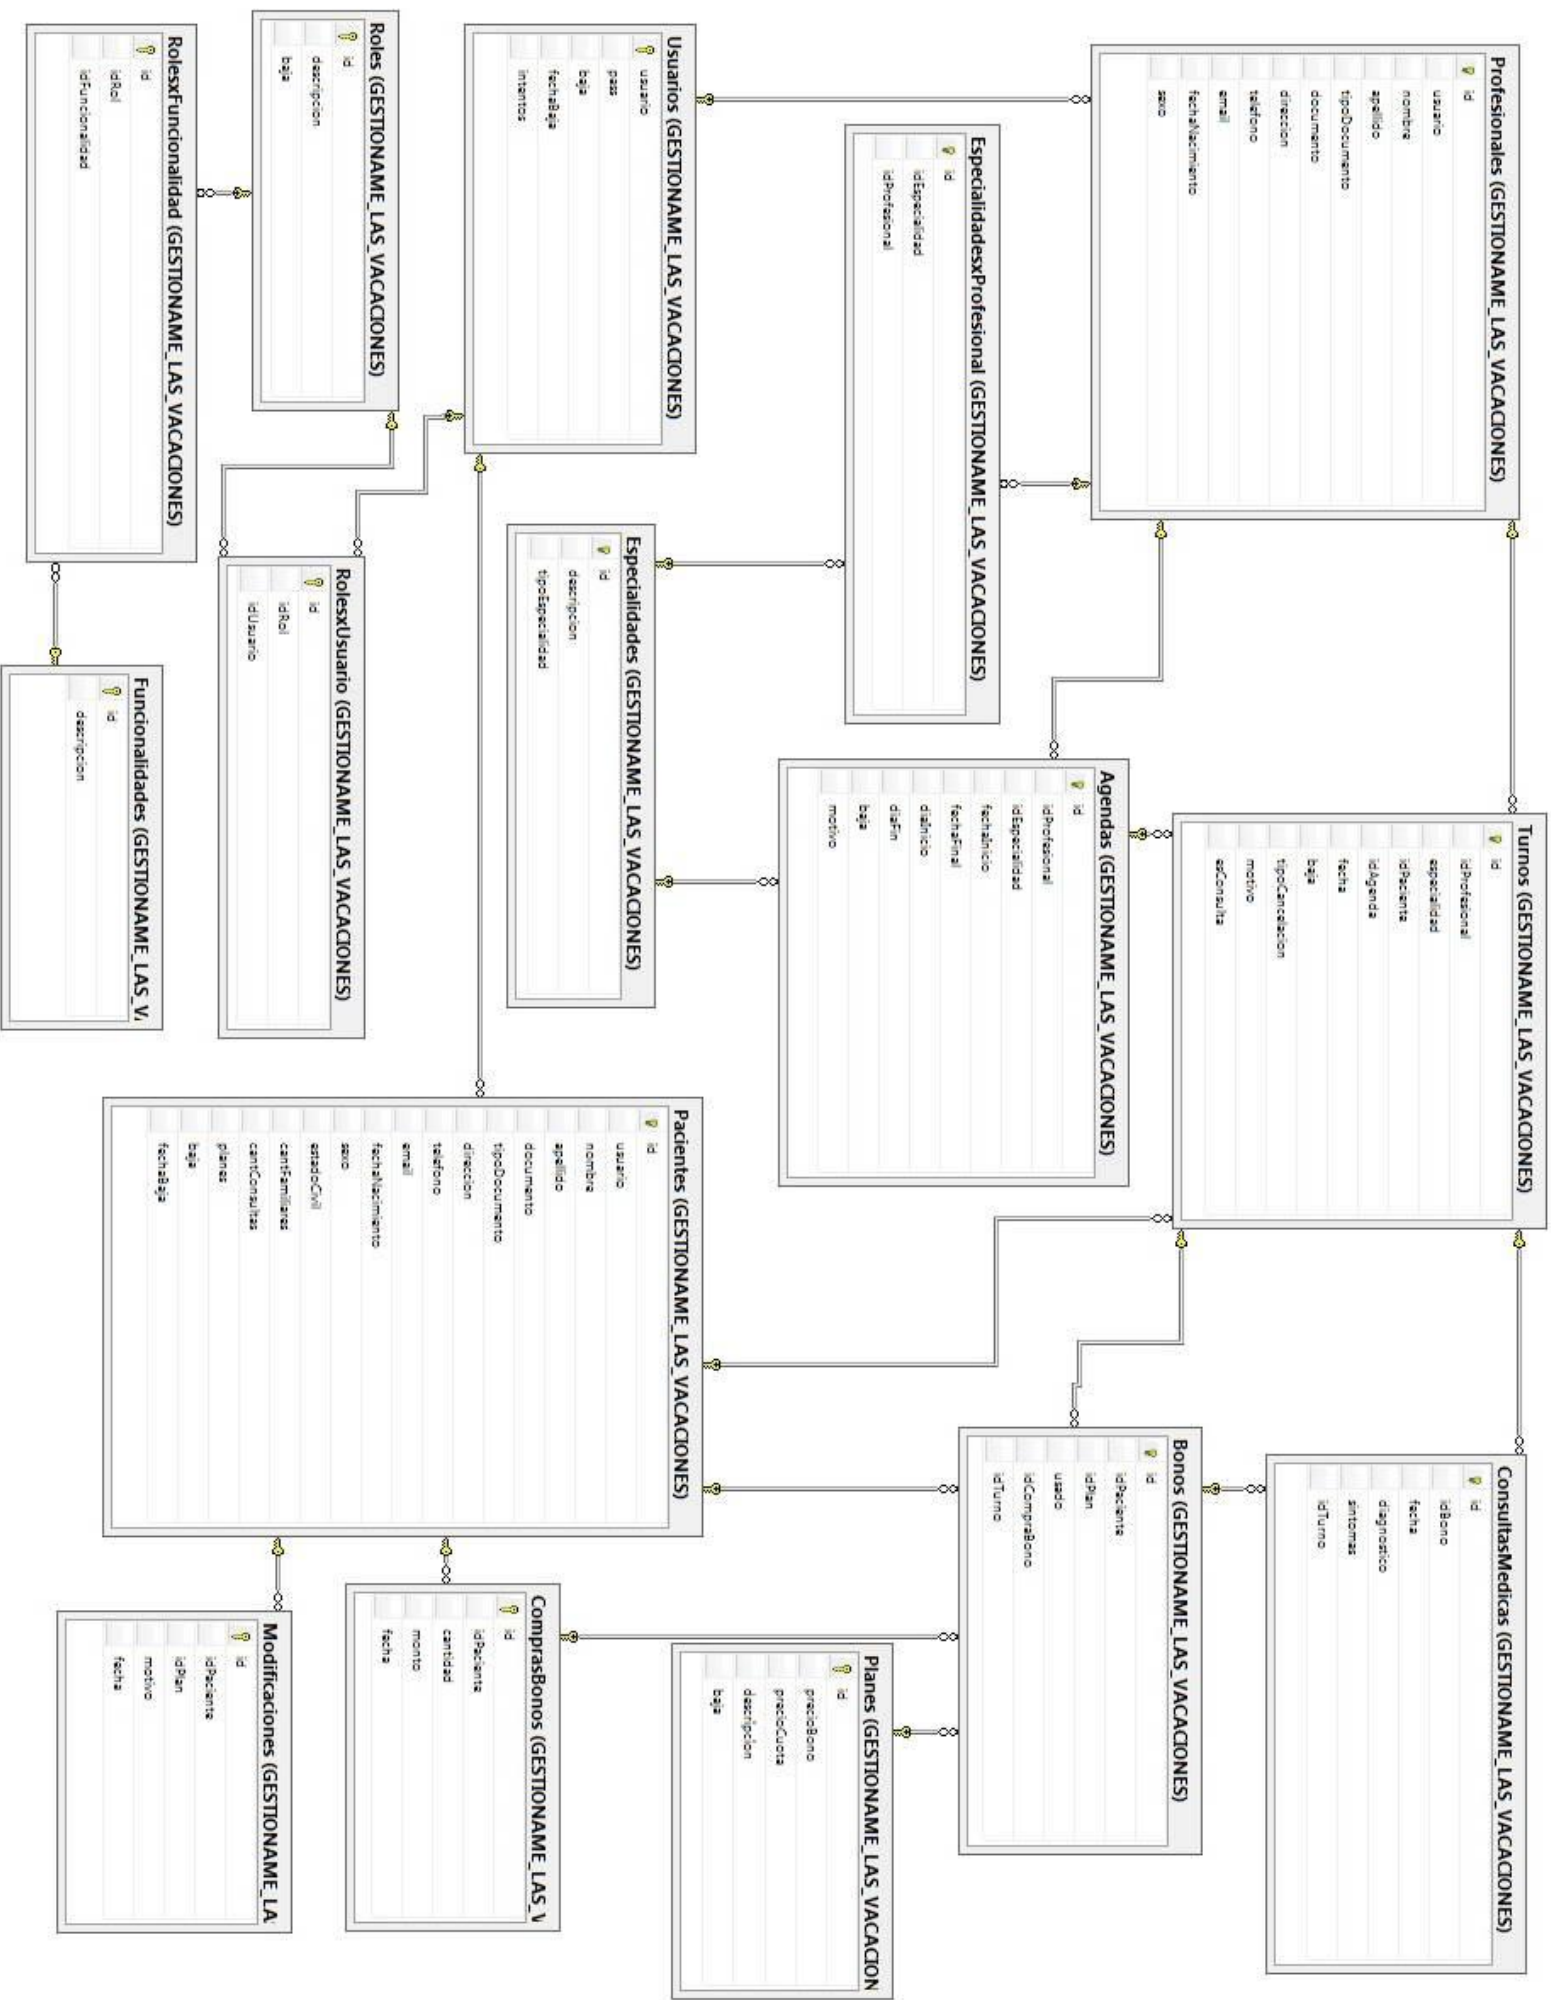 Profesionales (GESTIONAME_LAS_VACACIONES)
id
usuario
nombre
apellido
tipoDocumento
documento
direccion
telefono
email
fechaNacimiento
sexo
Turnos (GESTIONAME_LAS_VACACIONES)
id
idProfesional
especialidad
idPaciente
idAgenda
fecha
baja
tipoCancelacion
motivo
esConsulta
ConsultasMedicas (GESTIONAME_LAS_VACACIONES)
id
idBono
fecha
diagnostico
sintomas
idTurno
EspecialidadesxProfesional (GESTIONAME_LAS_VACACIONES)
id
idEspecialidad
idProfesional
Agendas (GESTIONAME_LAS_VACACIONES)
id
idProfesional
idEspecialidad
fechaInicio
fechaFinal
diaInicio
diaFin
baja
motivo
Bonos (GESTIONAME_LAS_VACACIONES)
id
idPaciente
idPlan
usado
idCompraBono
idTurno
Usuarios (GESTIONAME_LAS_VACACIONES)
usuario
pass
baja
fechaBaja
intentos
Especialidades (GESTIONAME_LAS_VACACIONES)
id
descripcion
tipoEspecialidad
Planes (GESTIONAME_LAS_VACACION
id
precioBono
precioCuota
descripcion
baja
Pacientes (GESTIONAME_LAS_VACACIONES)
id
usuario
nombre
apellido
documento
tipoDocumento
direccion
telefono
email
fechaNacimiento
sexo
estadoCivil
cantFamiliares
cantConsultas
planes
baja
fechaBaja
ComprasBonos (GESTIONAME_LAS_V
id
idPaciente
cantidad
monto
fecha
Roles (GESTIONAME_LAS_VACACIONES)
id
descripcion
baja
RolesxUsuario (GESTIONAME_LAS_VACACIONES)
id
idRol
idUsuario
Modificaciones (GESTIONAME_LA
id
idPaciente
idPlan
motivo
fecha
RolesxFuncionalidad (GESTIONAME_LAS_VACACIONES)
id
idRol
idFuncionalidad
Funcionalidades (GESTIONAME_LAS_V
id
descripcion